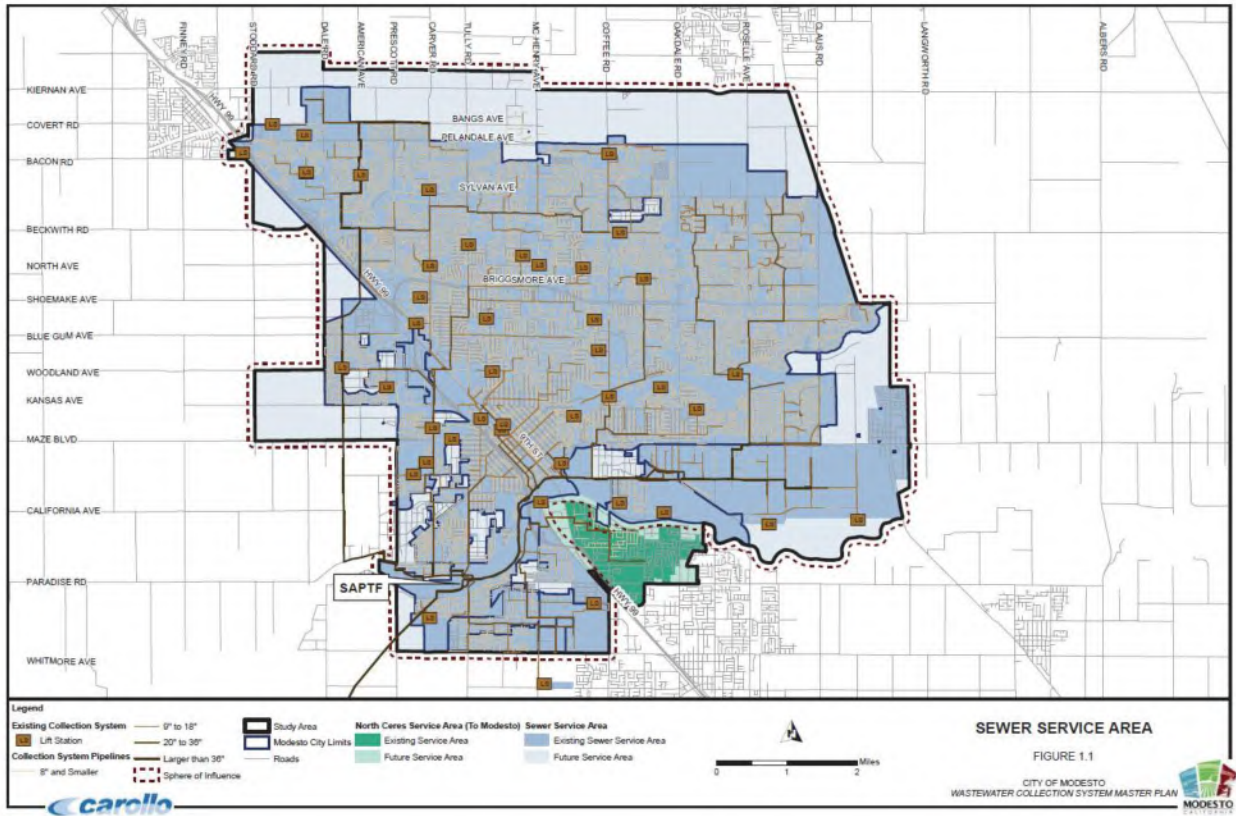 FINNEY RD
STODDARD RD
DALE RD
AMERICAN AVE
PRESCOTT RD
CARVER RD
TULLY RD
MC HENRY AVE
COFFEE RD
OAKDALE RD
ROSELLE AVE
CLAUS RD
LANGWORTH RD
ALBERS RD
KIERNAN AVE
HWY 99
COVERT RD
BANGS AVE
PELANDALE AVE
BACON RD
SYLVAN AVE
BECKWITH RD
NORTH AVE
HWY 99
BRIGGSMORE AVE
SHOEMAKE AVE
BLUE GUM AVE
WOODLAND AVE
KANSAS AVE
MAZE BLVD
9TH ST
CALIFORNIA AVE
PARADISE RD
SAPTF
HWY 99
WHITMORE AVE
Legend
Existing Collection System
LS Lift Station
Collection System Pipelines
8" and Smaller
9" to 18"
20" to 36"
Larger than 36"
Sphere of Influence
Study Area
Modesto City Limits
Roads
North Ceres Service Area (To Modesto)
Existing Service Area
Future Service Area
Sewer Service Area
Existing Sewer Service Area
Future Service Area
0 1 2 Miles
SEWER SERVICE AREA
FIGURE 1.1
CITY OF MODESTO
WASTEWATER COLLECTION SYSTEM MASTER PLAN
carollo
MODESTO
CALIFORNIA